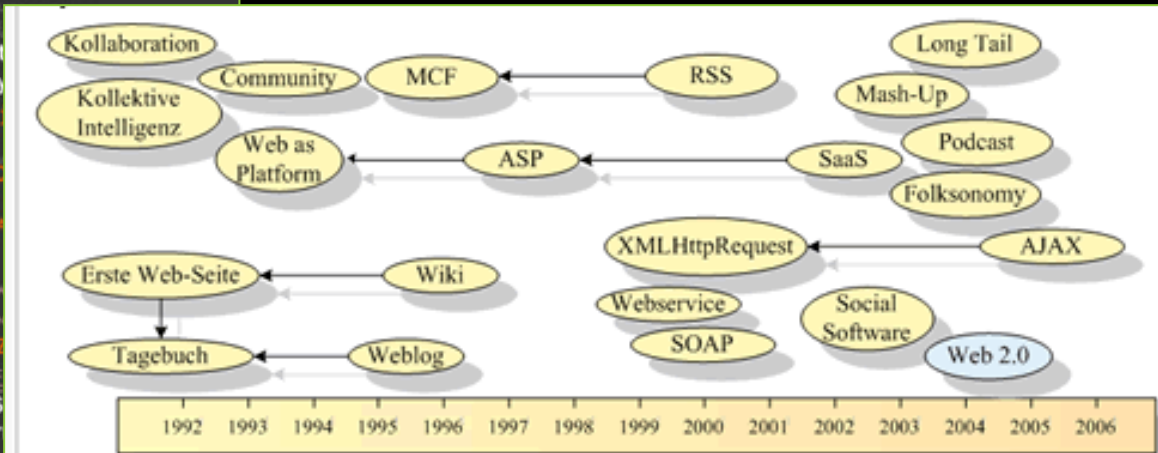 Kollaboration
Long Tail
Community
MCF
RSS
Mash-Up
Kollektive
Intelligenz
Web as
Platform
ASP
SaaS
Podcast
Folksonomy
XMLHttpRequest
AJAX
Erste Web-Seite
Wiki
Webservice
Social
Software
SOAP
Tagebuch
Weblog
Web 2.0
1992 1993 1994 1995 1996 1997 1998 1999 2000 2001 2002 2003 2004 2005 2006